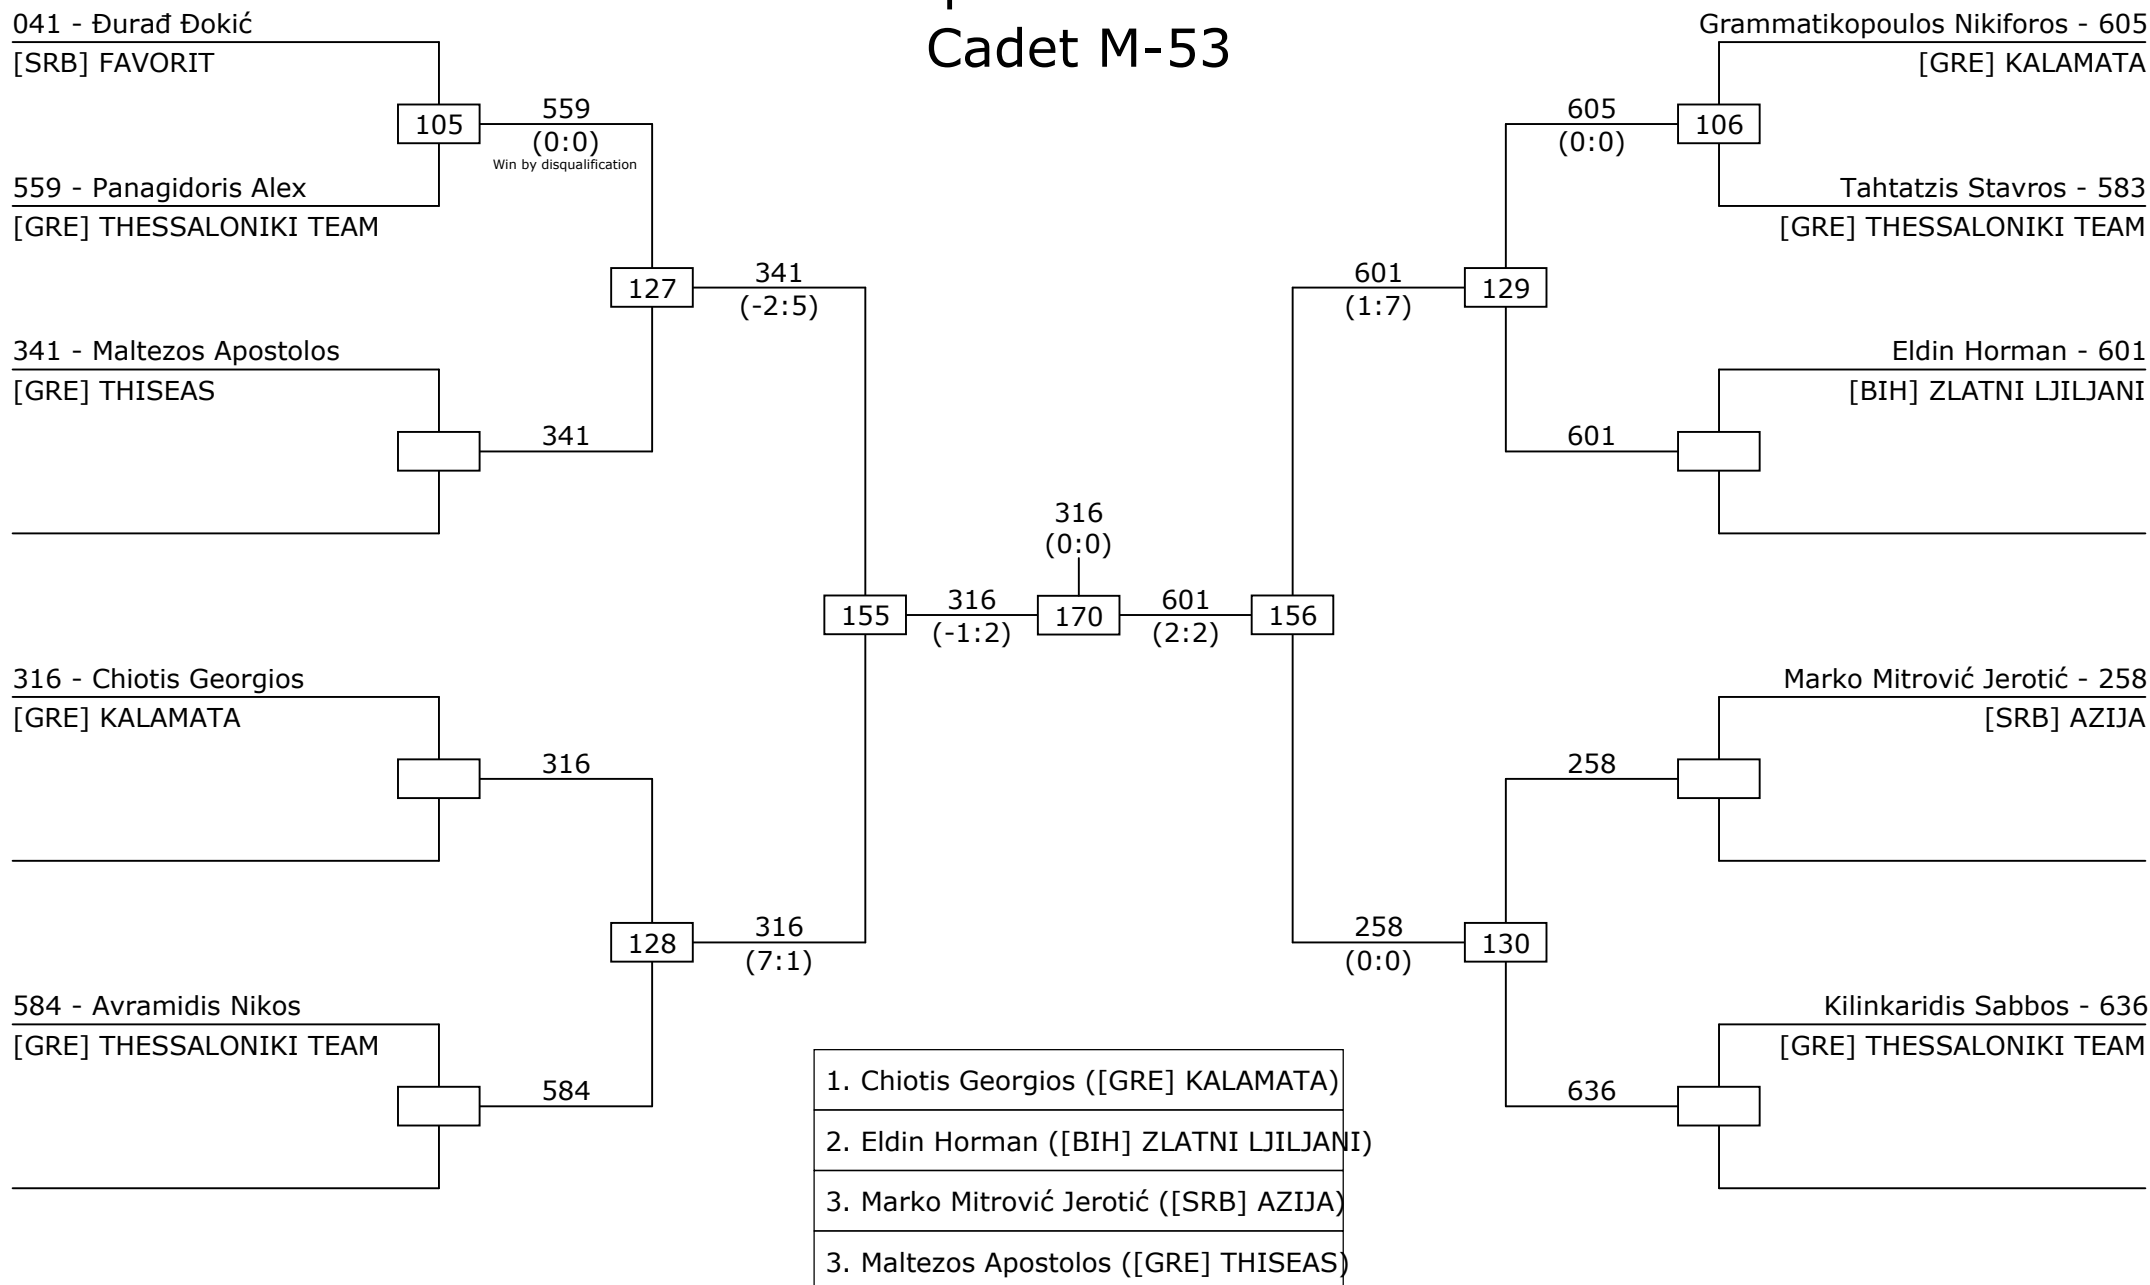 Cadet M-53
041 - Đurađ Đokić
[SRB] FAVORIT
105
559
(0:0)
Win by disqualification
559 - Panagidoris Alex
[GRE] THESSALONIKI TEAM
127
341
(-2:5)
341 - Maltezos Apostolos
[GRE] THISEAS
341
316 - Chiotis Georgios
[GRE] KALAMATA
316
128
316
(7:1)
584 - Avramidis Nikos
[GRE] THESSALONIKI TEAM
584
155
316
(-1:2)
316
(0:0)
170
601
(2:2)
156
Grammatikopoulos Nikiforos - 605
[GRE] KALAMATA
605
(0:0)
106
Tahtatzis Stavros - 583
[GRE] THESSALONIKI TEAM
601
(1:7)
129
Eldin Horman - 601
[BIH] ZLATNI LJILJANI
601
Marko Mitrović Jerotić - 258
[SRB] AZIJA
258
258
(0:0)
130
Kilinkaridis Sabbos - 636
[GRE] THESSALONIKI TEAM
636
1. Chiotis Georgios ([GRE] KALAMATA)
2. Eldin Horman ([BIH] ZLATNI LJILJANI)
3. Marko Mitrović Jerotić ([SRB] AZIJA)
3. Maltezos Apostolos ([GRE] THISEAS)